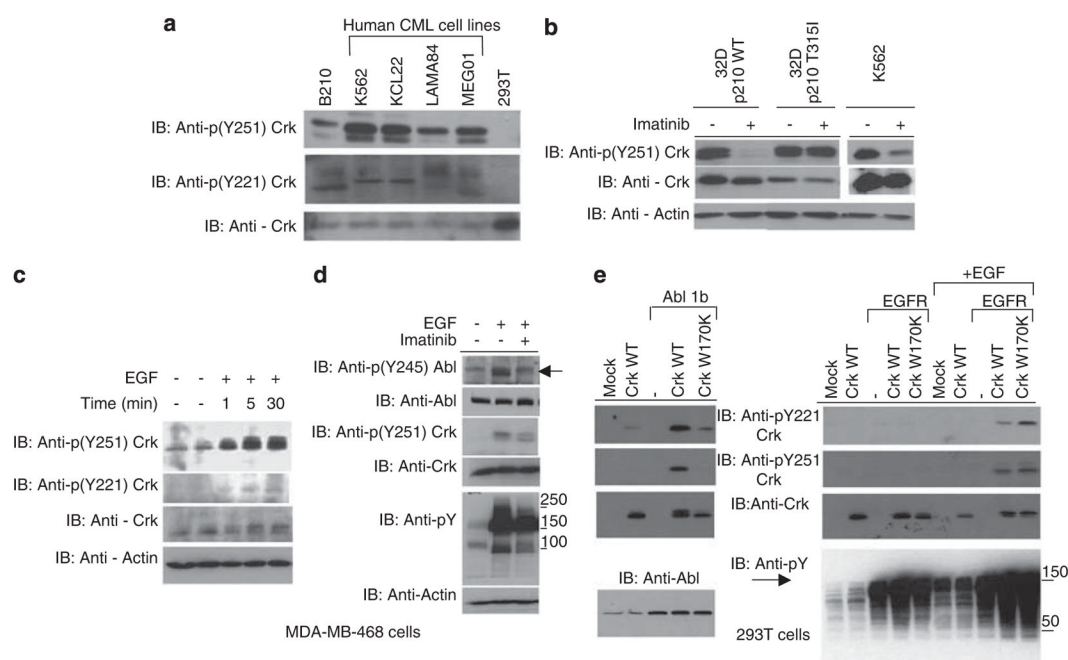 a
Human CML cell lines
B210
K562
KCL22
LAMA84
MEG01
293T
IB: Anti-p(Y251) Crk
IB: Anti-p(Y221) Crk
IB: Anti - Crk
b
32D
p210 WT
32D
p210 T315I
K562
Imatinib - + - + - +
IB: Anti-p(Y251) Crk
IB: Anti - Crk
IB: Anti - Actin
c
EGF - - + + +
Time (min) - - 1 5 30
IB: Anti-p(Y251) Crk
IB: Anti-p(Y221) Crk
IB: Anti - Crk
IB: Anti - Actin
d
EGF - + +
Imatinib - - +
IB: Anti-p(Y245) Abl
IB: Anti-Abl
IB: Anti-p(Y251) Crk
IB: Anti-Crk
IB: Anti-pY
250
150
100
IB: Anti-Actin
MDA-MB-468 cells
e
Abl 1b
Mock
Crk WT
-
Crk WT
Crk W170K
+EGF
EGFR
EGFR
Mock
Crk WT
-
Crk WT
Crk W170K
Mock
Crk WT
-
Crk WT
Crk W170K
IB: Anti-pY221
Crk
IB: Anti-pY251
Crk
IB:Anti-Crk
IB: Anti-pY
IB: Anti-Abl
150
50
293T cells